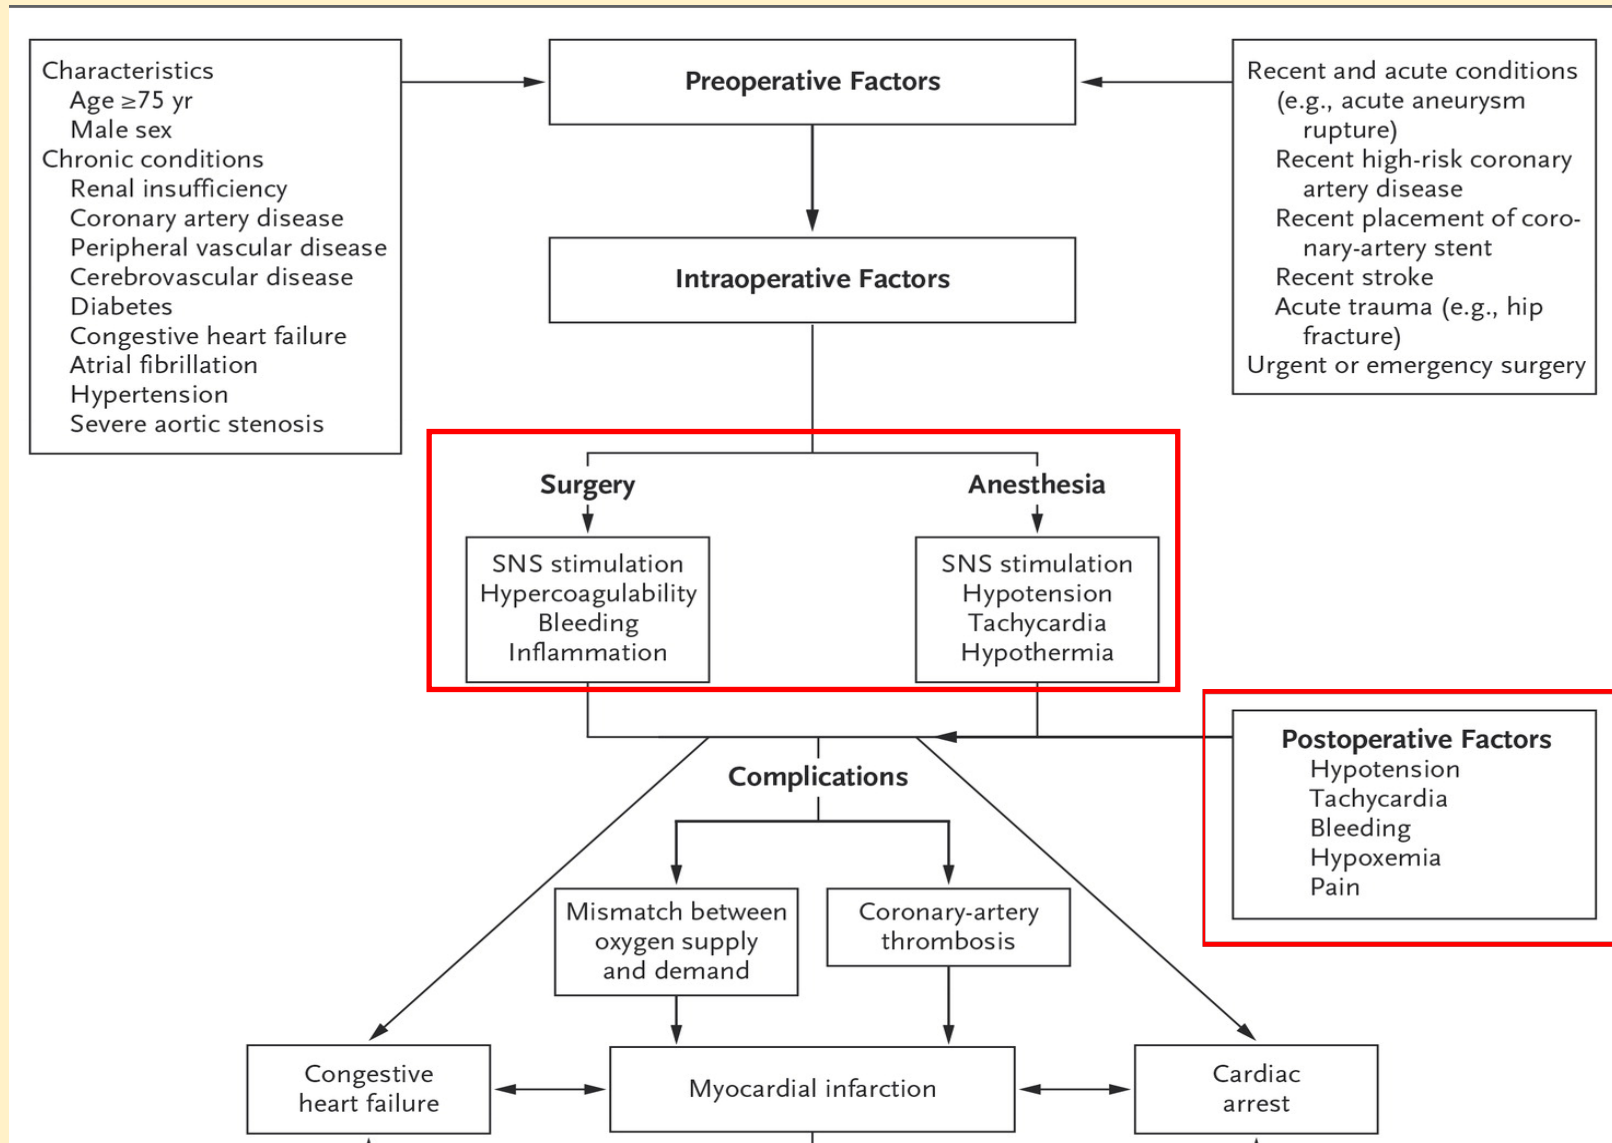 Characteristics
Age ≥75 yr
Male sex
Chronic conditions
Renal insufficiency
Coronary artery disease
Peripheral vascular disease
Cerebrovascular disease
Diabetes
Congestive heart failure
Atrial fibrillation
Hypertension
Severe aortic stenosis
Preoperative Factors
Recent and acute conditions
(e.g., acute aneurysm
rupture)
Recent high-risk coronary
artery disease
Recent placement of coro-
nary-artery stent
Recent stroke
Acute trauma (e.g., hip
fracture)
Urgent or emergency surgery
Intraoperative Factors
Surgery
SNS stimulation
Hypercoagulability
Bleeding
Inflammation
Anesthesia
SNS stimulation
Hypotension
Tachycardia
Hypothermia
Postoperative Factors
Hypotension
Tachycardia
Bleeding
Hypoxemia
Pain
Complications
Mismatch between
oxygen supply
and demand
Coronary-artery
thrombosis
Congestive
heart failure
Myocardial infarction
Cardiac
arrest